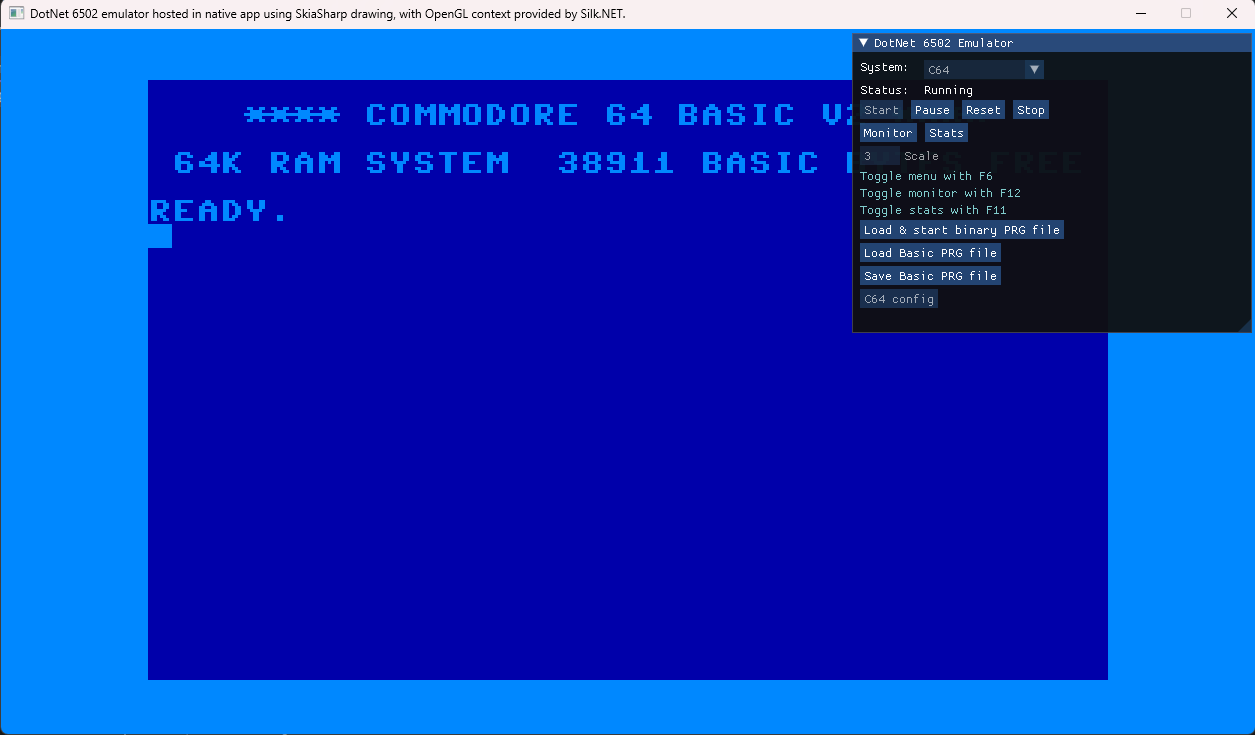 DotNet 6502 emulator hosted in native app using SkiaSharp drawing, with OpenGL context provided by Silk.NET.
**** COMMODORE 64 BASIC
64K RAM SYSTEM  38911 BASIC FREE
READY.
DotNet 6502 Emulator
System: C64
Status: Running
Start Pause Reset Stop
Monitor Stats
3 Scale
Toggle menu with F6
Toggle monitor with F12
Toggle stats with F11
Load & start binary PRG file
Load Basic PRG file
Save Basic PRG file
C64 config